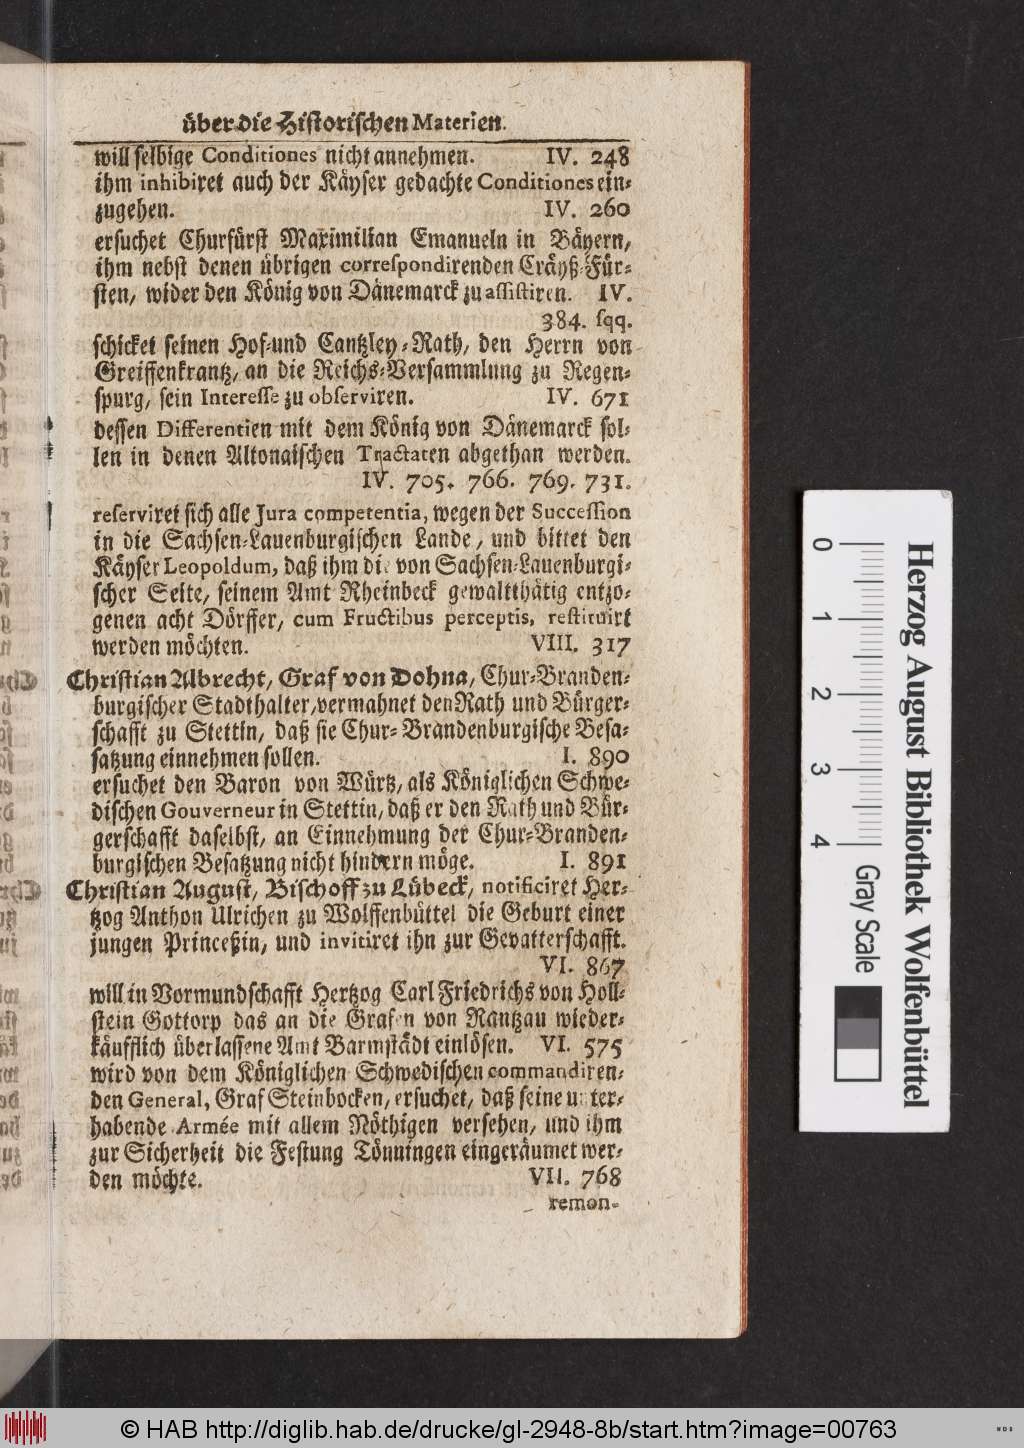 über die Historischen Materien.
will selbige Conditiones nicht annehmen. IV. 248
ihm inhibiret auch der Käyser gedachte Conditiones ein-
zugehen. IV. 260
ersuchet Churfürst Maximilian Emanueln in Bäyern,
ihm nebst denen übrigen correspondirenden Cräyß-Für-
sten, wider den König von Dänemarck zu assistiren. IV.
384. sqq.
schicket seinen Hof-und Cantzley-Rath, den Herrn von
Greiffenkrantz, an die Reichs-Versammlung zu Regen-
spurg, sein Interesse zu observiren. IV. 671
dessen Differentien mit dem König von Dänemarck sol-
len in denen Altonaischen Tractaten abgethan werden.
IV. 705. 766. 769. 731.
reserviret sich alle Jura competentia, wegen der Succession
in die Sachsen-Lauenburgischen Lande, und bittet den
Käyser Leopoldum, daß ihm die von Sachsen-Lauenburgi-
scher Seite, seinem Amt Rheinbeck gewaltthätig entzo-
genen acht Dörffer, cum Fructibus perceptis, restituirt
werden möchten. VIII. 317
Christian Albrecht, Graf von Dohna, Chur-Branden-
burgischer Stadthalter, vermahnet den Rath und Bürger-
schafft zu Stettin, daß sie Chur-Brandenburgische Besa-
satzung einnehmen sollen. I. 890
ersuchet den Baron von Würtz, als Königlichen Schwe-
dischen Gouverneur in Stettin, daß er den Rath und Bür-
gerschafft daselbst, an Einnehmung der Chur-Branden-
burgischen Besatzung nicht hindern möge. I. 891
Christian August, Bischoff zu Lübeck, notificiret Her-
tzog Anthon Ulrichen zu Wolffenbüttel die Geburt einer
jungen Princeßin, und invitiret ihn zur Gevatterschafft.
VI. 867
will in Vormundschafft Hertzog Carl Friedrichs von Holl-
stein Gottorp das an die Grafen von Rantzau wieder-
käufflich überlassene Amt Barmstädt einlösen. VI. 575
wird von dem Königlichen Schwedischen commandiren-
den General, Graf Steinbocken, ersuchet, daß seine unter-
habende Armée mit allem Nöthigen versehen, und ihm
zur Sicherheit die Festung Tönningen eingeräumet wer-
den möchte. VII. 768
remon-
0 1 2 3 4
Gray Scale
Herzog August Bibliothek Wolfenbüttel
© HAB http://diglib.hab.de/drucke/gl-2948-8b/start.htm?image=00763